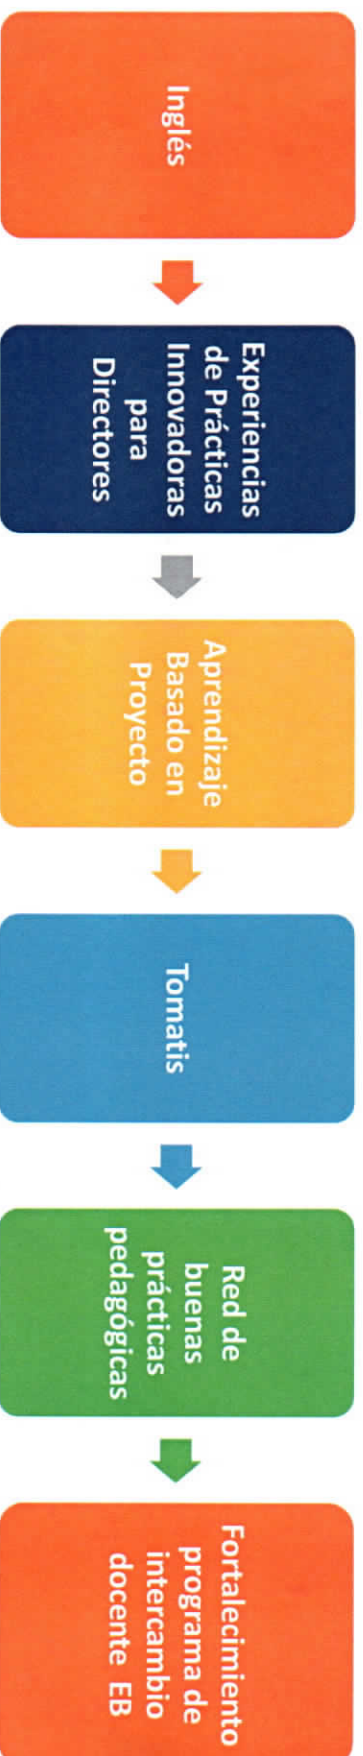 Inglés
Experiencias
de Prácticas
Innovadoras
para
Directores
Aprendizaje
Basado en
Proyecto
Tomatis
Red de
buenas
prácticas
pedagógicas
Fortalecimiento
programa de
intercambio
docente EB